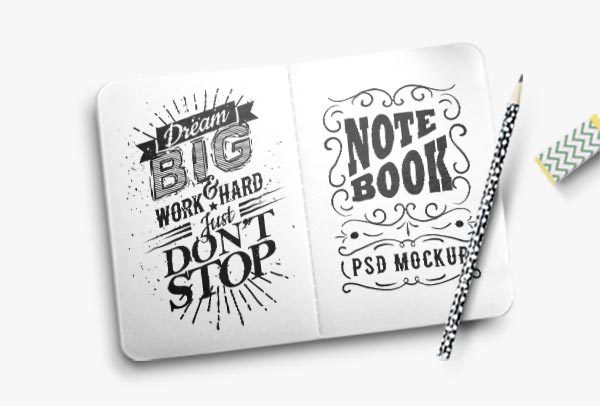 Dream
BIG
&
WORK ★ HARD
Just
DON'T
STOP
NOTE
BOOK
PSD MOCKUP